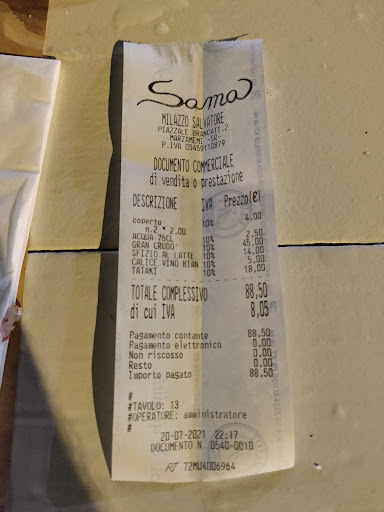 Sama
MILAZZO SALVATORE
PIAZZALE BRANCATI,2
MARZAMEMI -SR-
P.IVA 05459110879
DOCUMENTO COMMERCIALE
di vendita o prestazione
DESCRIZIONE IVA Prezzo(€)
coperto 10% 4,00
n.2 * 2,00
ACQUA 75CL 10% 2,50
GRAN CRUDO' 10% 45,00
SFIZIO AL LATTE 10% 14,00
CALICE VINO BIAN 10% 5,00
TATAKI 10% 18,00
TOTALE COMPLESSIVO 88,50
di cui IVA 8,05
Pagamento contante 88,50
Pagamento elettronico 0,00
Non riscosso 0,00
Resto 0,00
Importo pagato 88,50
#
#TAVOLO: 13
#OPERATORE: amministratore
#
20-07-2021 22:17
DOCUMENTO N. 0540-0010
RT 72MU4006964